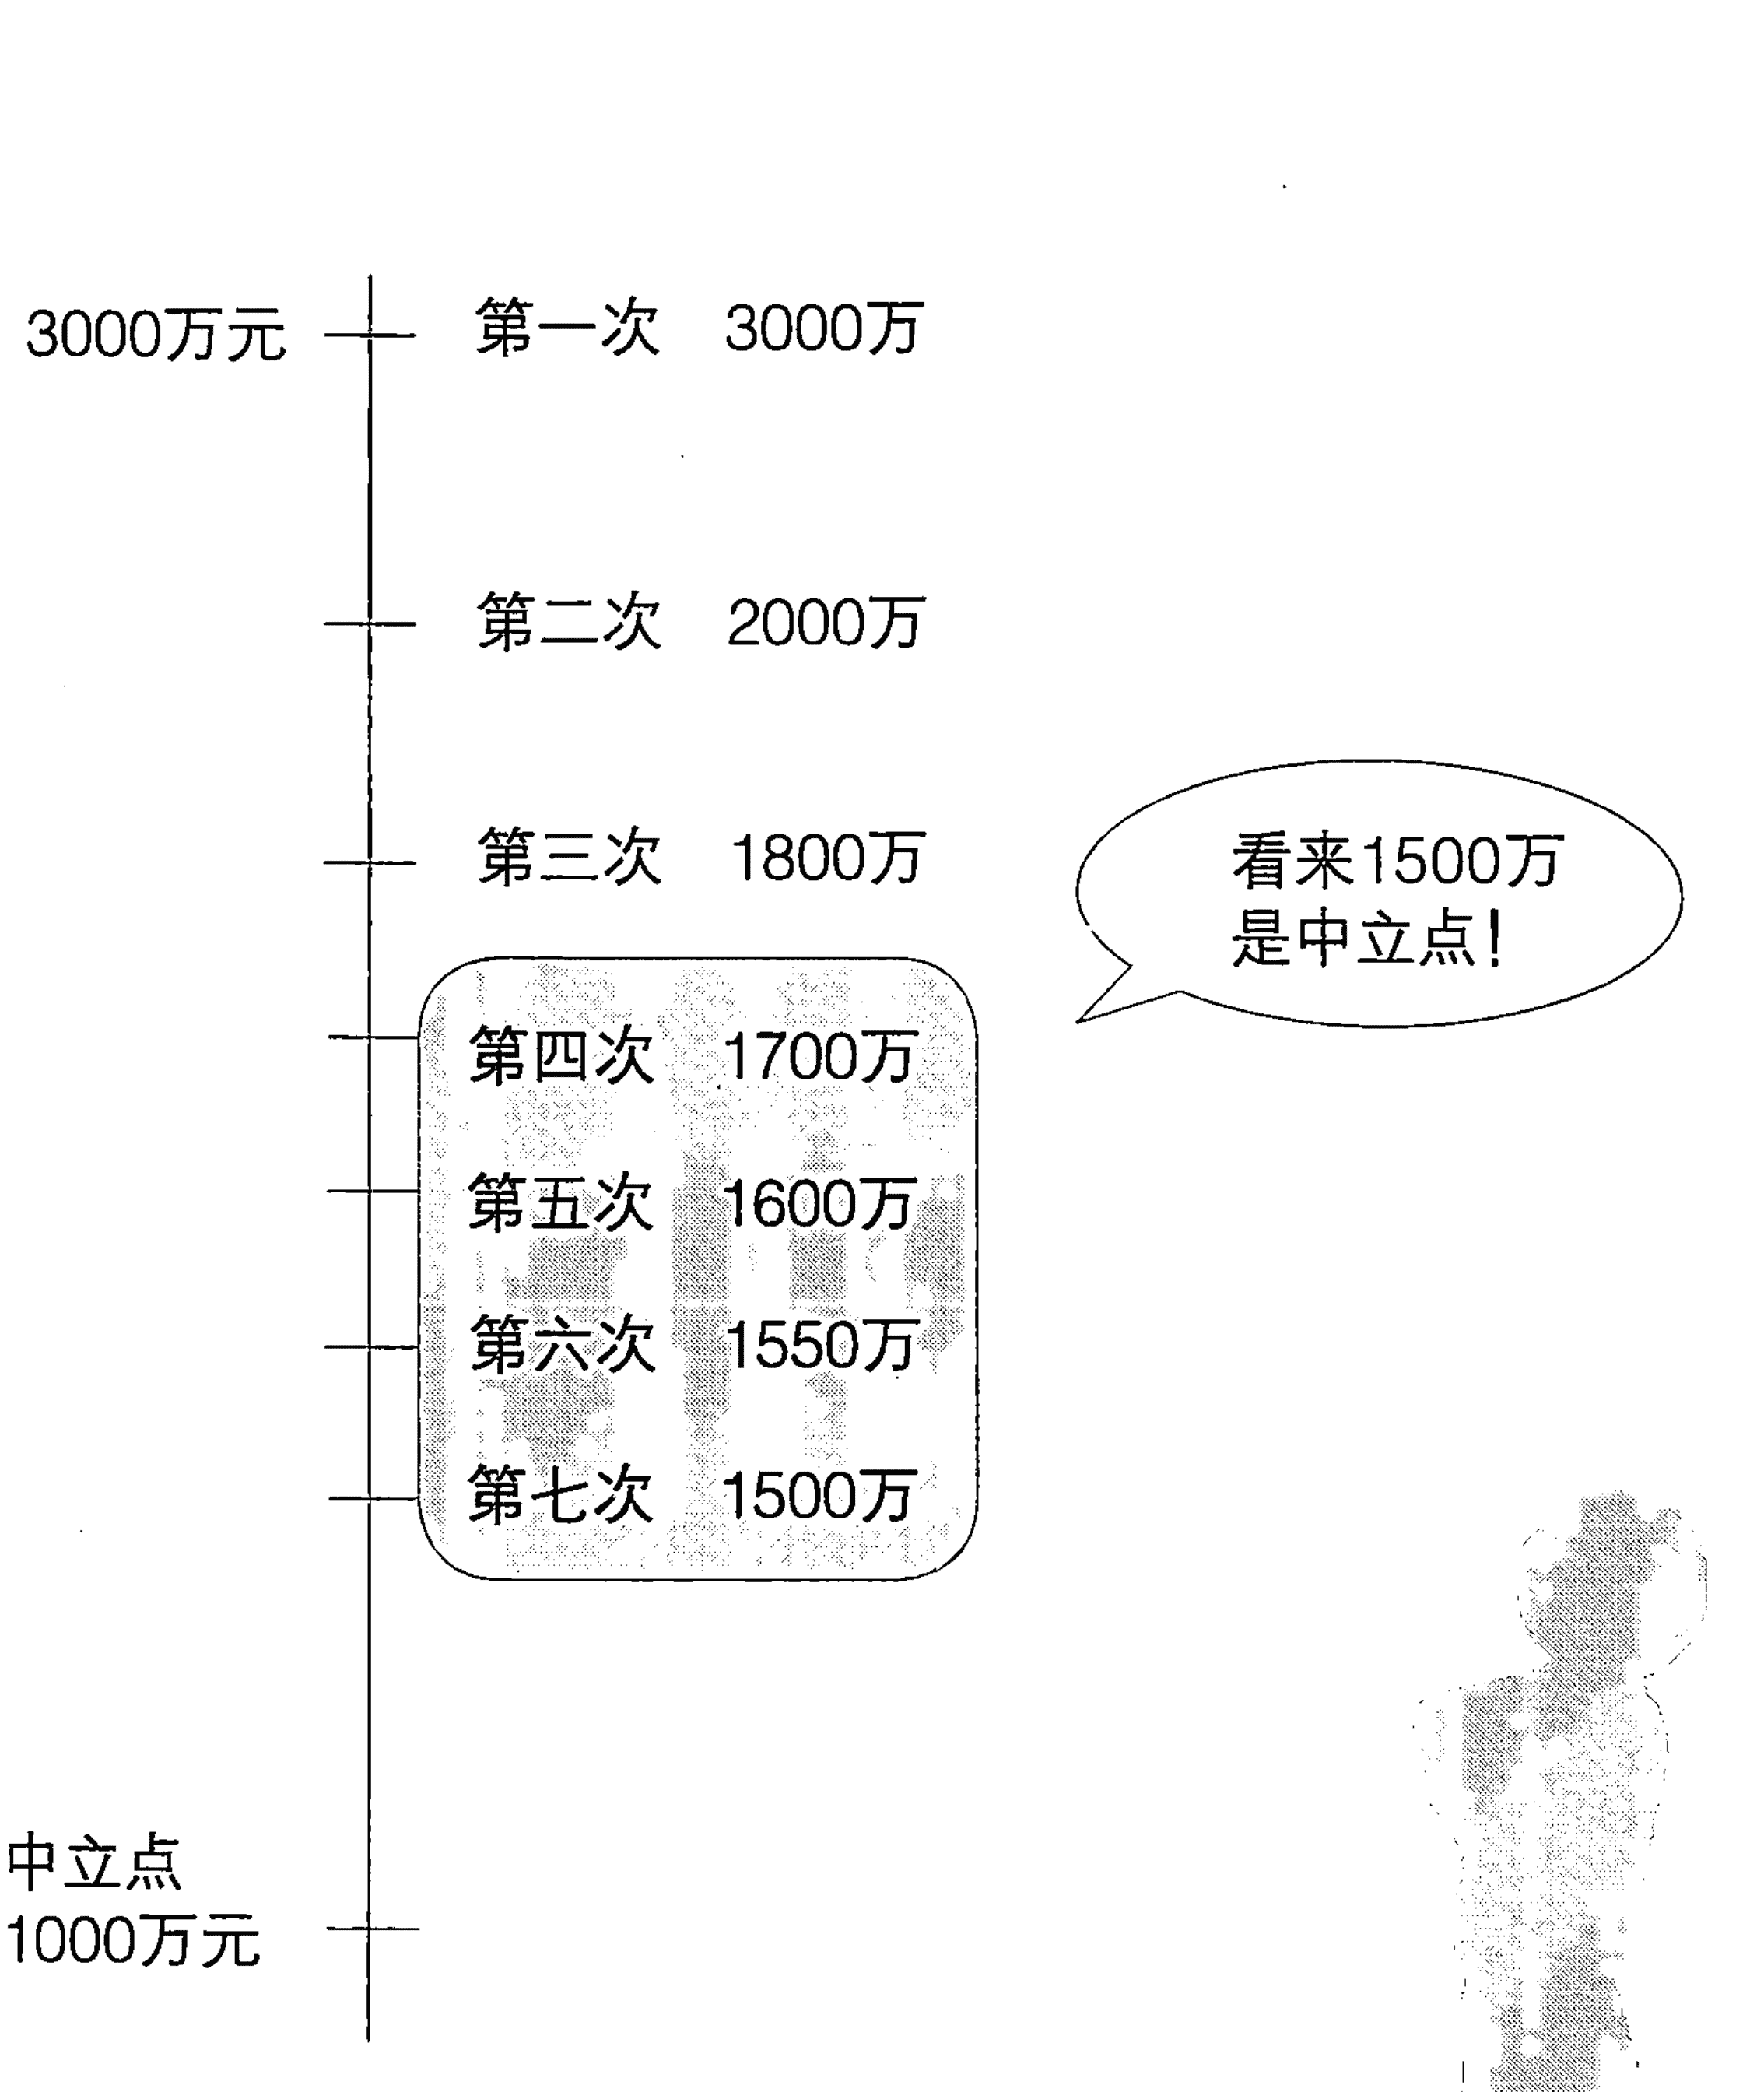 3000万元
第一次 3000万
第二次 2000万
第三次 1800万
看来1500万
是中立点！
第四次 1700万
第五次 1600万
第六次 1550万
第七次 1500万
中立点
1000万元